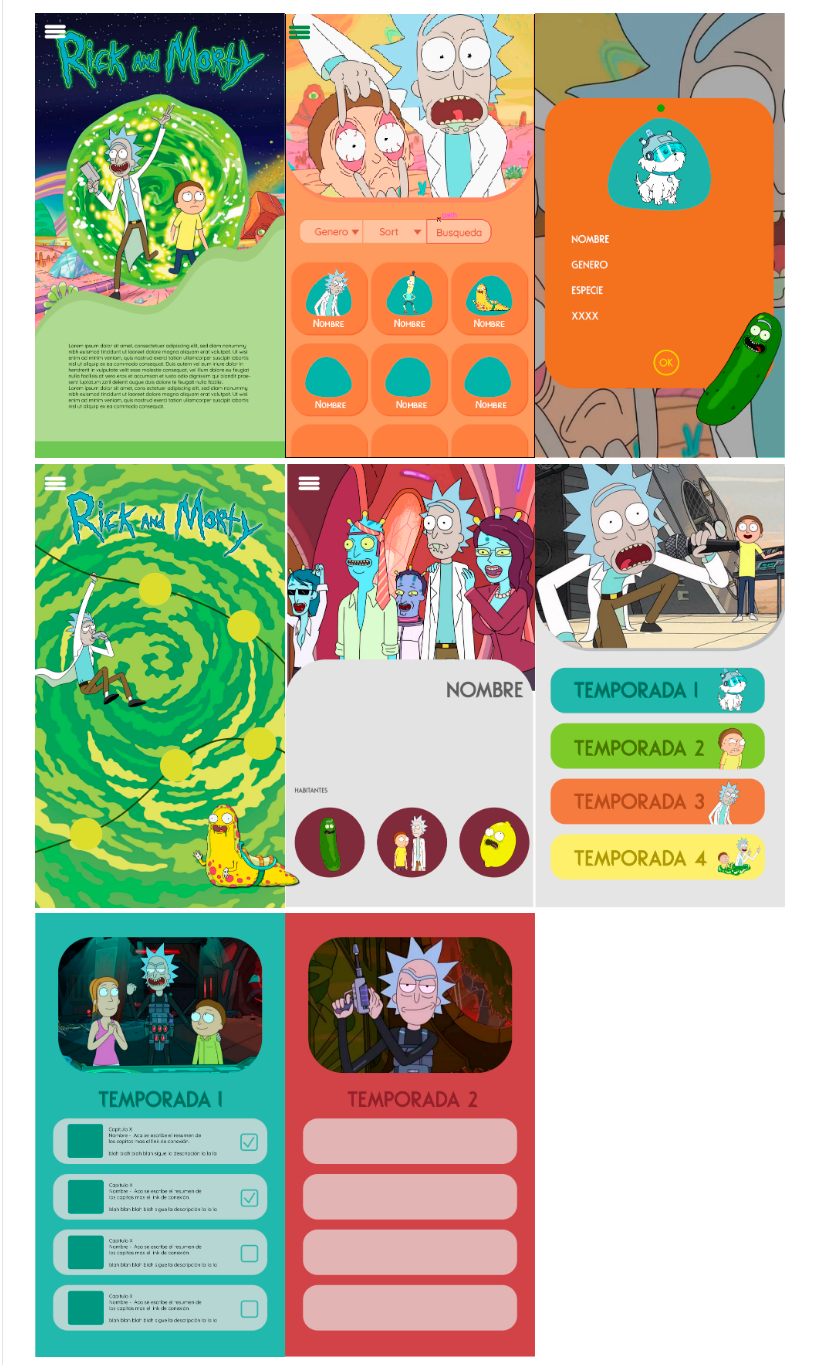 Rick and Morty
Lorem ipsum dolor sit amet, consectetuer adipiscing elit, sed diam nonummy
nibh euismod tincidunt ut laoreet dolore magna aliquam erat volutpat. Ut wisi
enim ad minim veniam, quis nostrud exerci tation ullamcorper suscipit lobortis
nisl ut aliquip ex ea commodo consequat. Duis autem vel eum iriure dolor in
hendrerit in vulputate velit esse molestie consequat, vel illum dolore eu feugiat
nulla facilisis at vero eros et accumsan et iusto odio dignissim qui blandit prae-
sent luptatum zzril delenit augue duis dolore te feugait nulla facilisi.
Lorem ipsum dolor sit amet, cons ectetuer adipiscing elit, sed diam nonummy
nibh euismod tincidunt ut laoreet dolore magna aliquam erat volutpat. Ut wisi
enim ad minim veniam, quis nostrud exerci tation ullamcorper suscipit lobortis
nisl ut aliquip ex ea commodo consequat.
Genero Sort Busqueda
Nombre Nombre Nombre
Nombre Nombre Nombre
NOMBRE
GENERO
ESPECIE
XXXX
OK
Rick and Morty
NOMBRE
HABITANTES
TEMPORADA 1
TEMPORADA 2
TEMPORADA 3
TEMPORADA 4
TEMPORADA 1
Capitulo X
Nombre - Aca se escribe el resumen de
los capitos mas el link de conexión.
blah blah blah blah sigue la descripción la la la
Capitulo X
Nombre - Aca se escribe el resumen de
los capitos mas el link de conexión.
blah blah blah blah sigue la descripción la la la
Capitulo X
Nombre - Aca se escribe el resumen de
los capitos mas el link de conexión.
blah blah blah blah sigue la descripción la la la
Capitulo X
Nombre - Aca se escribe el resumen de
los capitos mas el link de conexión.
blah blah blah blah sigue la descripción la la la
TEMPORADA 2